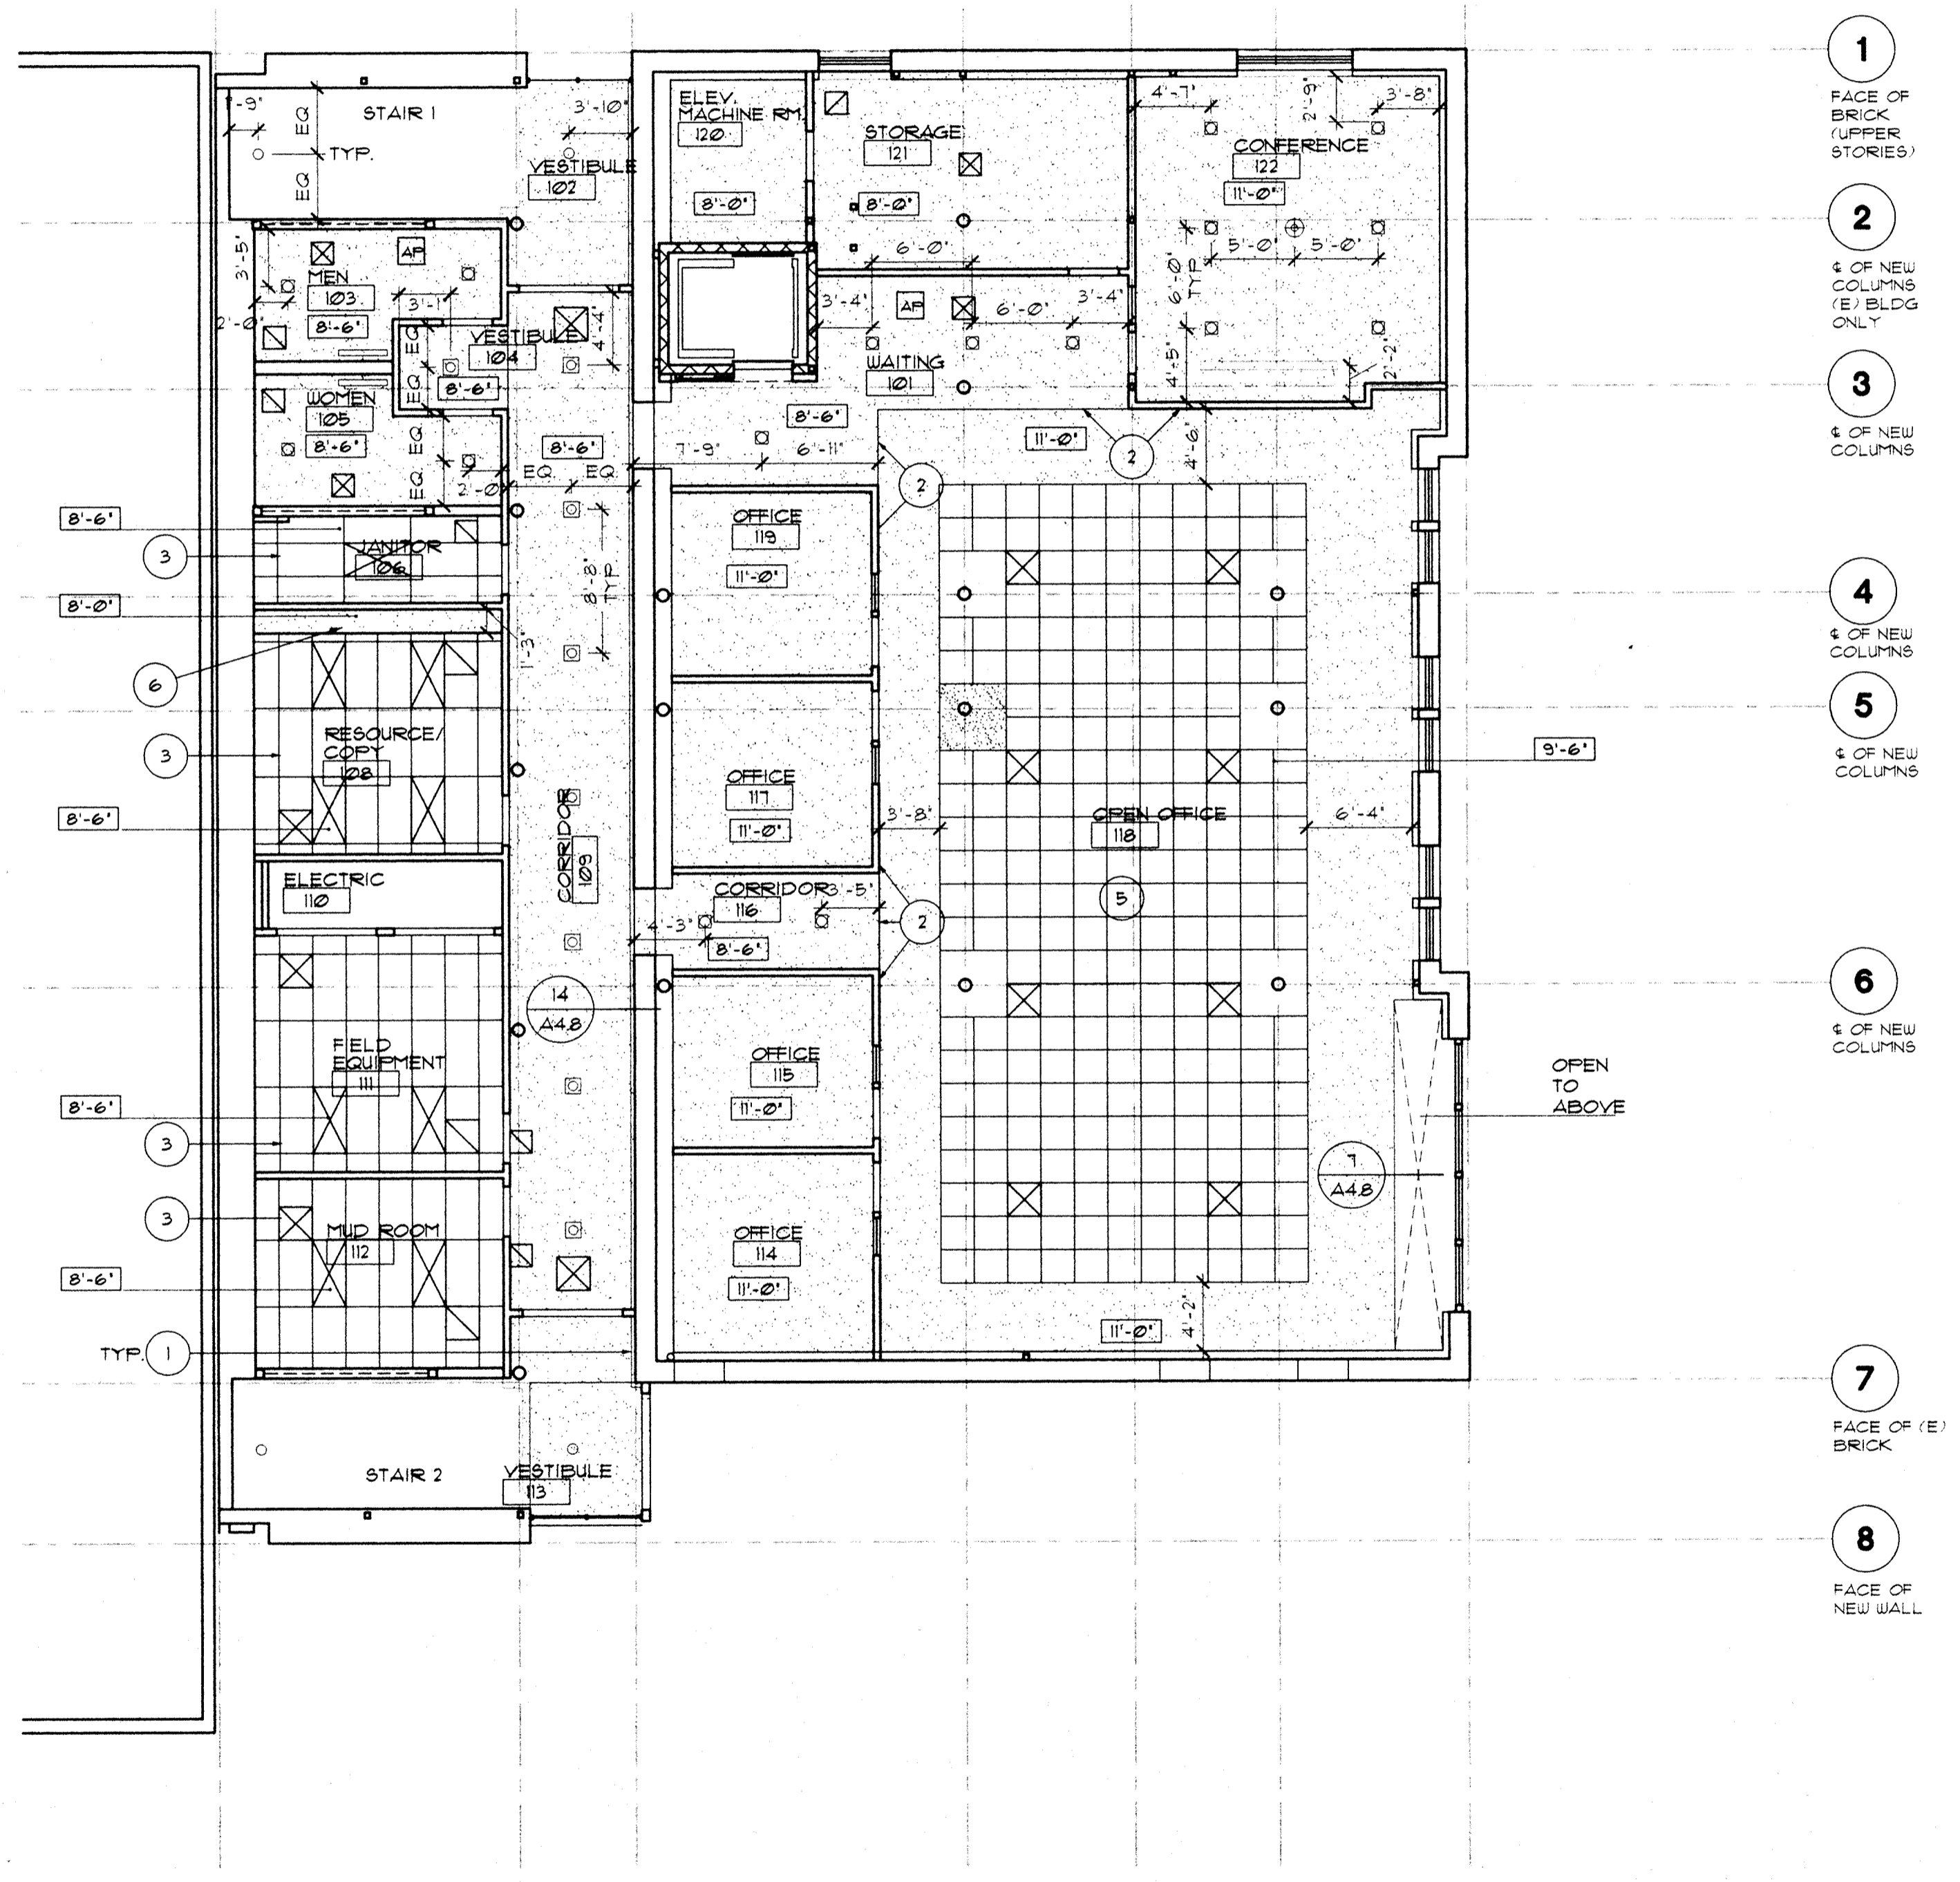 1
FACE OF
BRICK
(UPPER
STORIES)
2
℄ OF NEW
COLUMNS
(E) BLDG
ONLY
3
℄ OF NEW
COLUMNS
4
℄ OF NEW
COLUMNS
5
℄ OF NEW
COLUMNS
6
℄ OF NEW
COLUMNS
7
FACE OF (E)
BRICK
8
FACE OF
NEW WALL
STAIR 1
EQ
EQ
TYP.
3'-10"
VESTIBULE
102
ELEV.
MACHINE RM.
120
8'-0"
STORAGE
121
8'-0"
6'-0"
4'-7"
2'-9"
3'-8"
CONFERENCE
122
11'-0"
5'-0"
5'-0"
6'-0"
TYP
4'-5"
2'-2"
3'-5"
2'-0"
MEN
103
8'-6"
AP
3'-1"
EQ
EQ
VESTIBULE
104
8'-6"
4'-4"
3'-4"
AP
6'-0"
3'-4"
WAITING
101
8'-6"
WOMEN
105
8'-6"
EQ
EQ
2'-0"
8'-6"
EQ.
EQ.
7'-9"
6'-11"
11'-0"
2
4'-6"
2
8'-6"
3
JANITOR
106
8'-0"
6
1'-3"
8'-8"
TYP
OFFICE
119
11'-0"
RESOURCE/
COPY
108
3
8'-6"
OFFICE
117
11'-0"
3'-8"
OPEN OFFICE
118
5
6'-4"
9'-6"
CORRIDOR
109
ELECTRIC
110
CORRIDOR
116
3'-5"
4'-3"
8'-6"
2
14
A4.8
FIELD
EQUIPMENT
111
8'-6"
3
OFFICE
115
11'-0"
OPEN
TO
ABOVE
7
A4.8
3
MUD ROOM
112
8'-6"
OFFICE
114
11'-0"
11'-0"
4'-2"
TYP.
1
STAIR 2
VESTIBULE
113